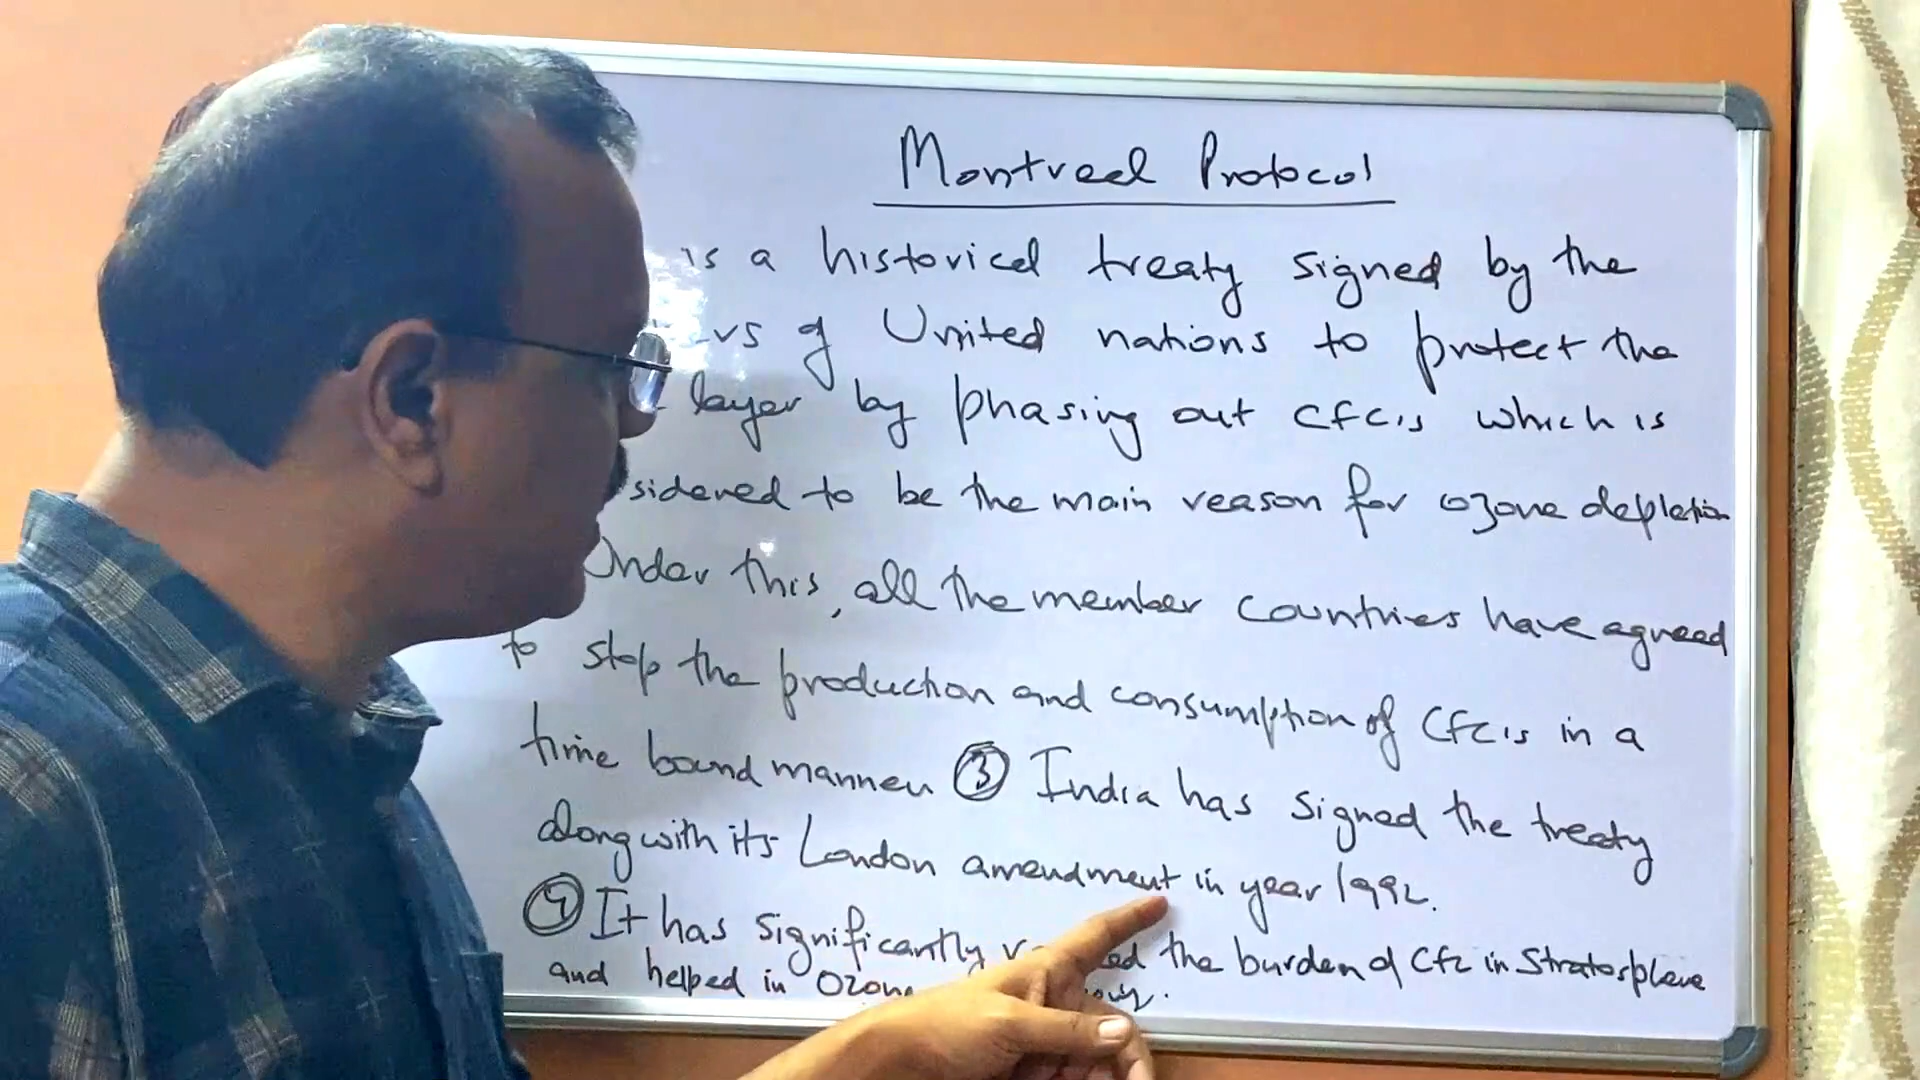 Montreal Protocol
is a historical treaty signed by the
of United nations to protect the
layer by phasing out CFC,s which is
sidered to be the main reason for ozone depletion
Under this, all the member countries have agreed
to stop the production and consumption of CFC,s in a
time bound manner ③ India has signed the treaty
along with its London amendment in year 1992.
④ It has significantly the burden of CFC in Stratosphere
and helped in Ozone